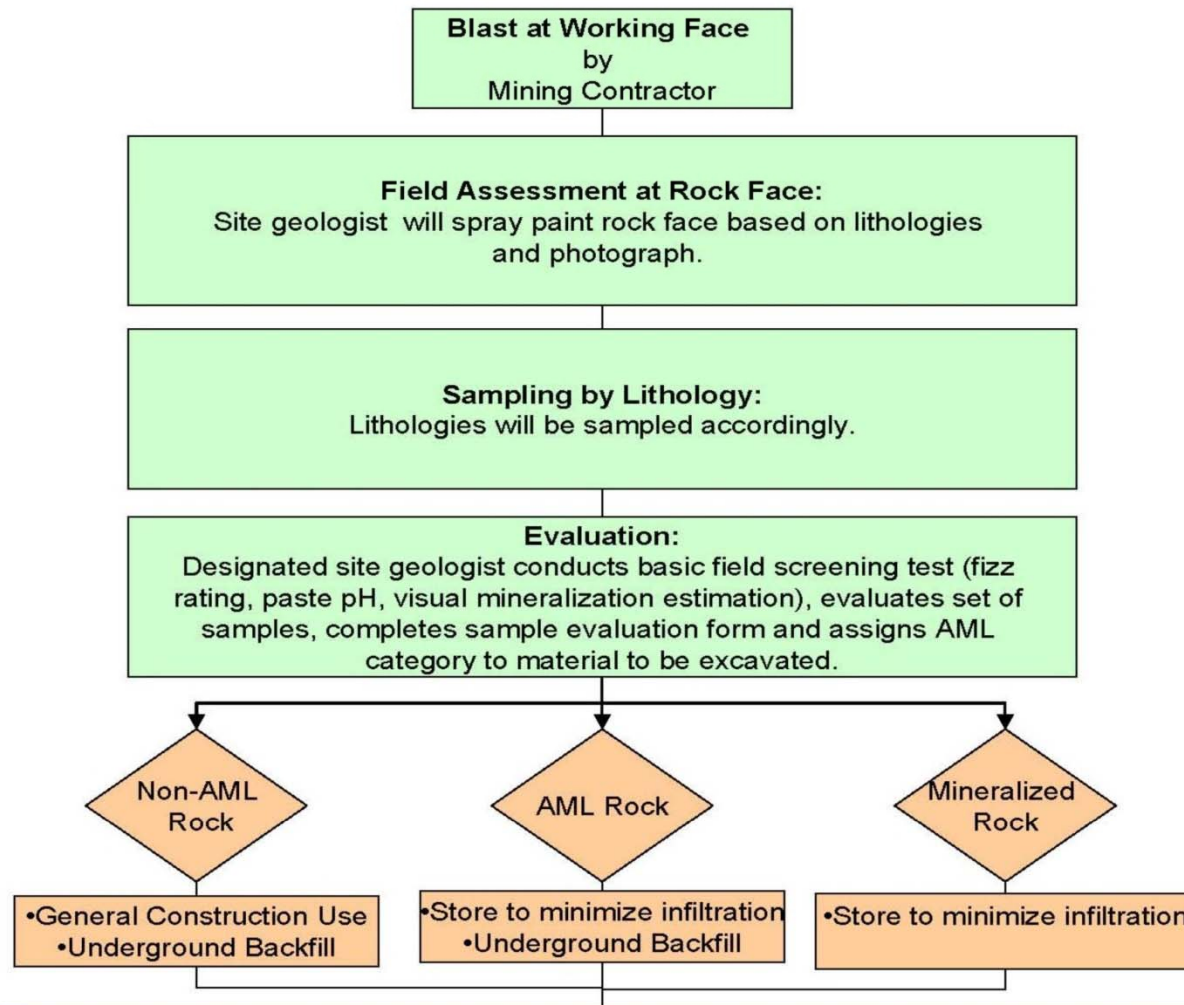 Blast at Working Face
by
Mining Contractor
Field Assessment at Rock Face:
Site geologist will spray paint rock face based on lithologies
and photograph.
Sampling by Lithology:
Lithologies will be sampled accordingly.
Evaluation:
Designated site geologist conducts basic field screening test (fizz
rating, paste pH, visual mineralization estimation), evaluates set of
samples, completes sample evaluation form and assigns AML
category to material to be excavated.
Non-AML
Rock
AML Rock
Mineralized
Rock
•General Construction Use
•Underground Backfill
•Store to minimize infiltration
•Underground Backfill
•Store to minimize infiltration